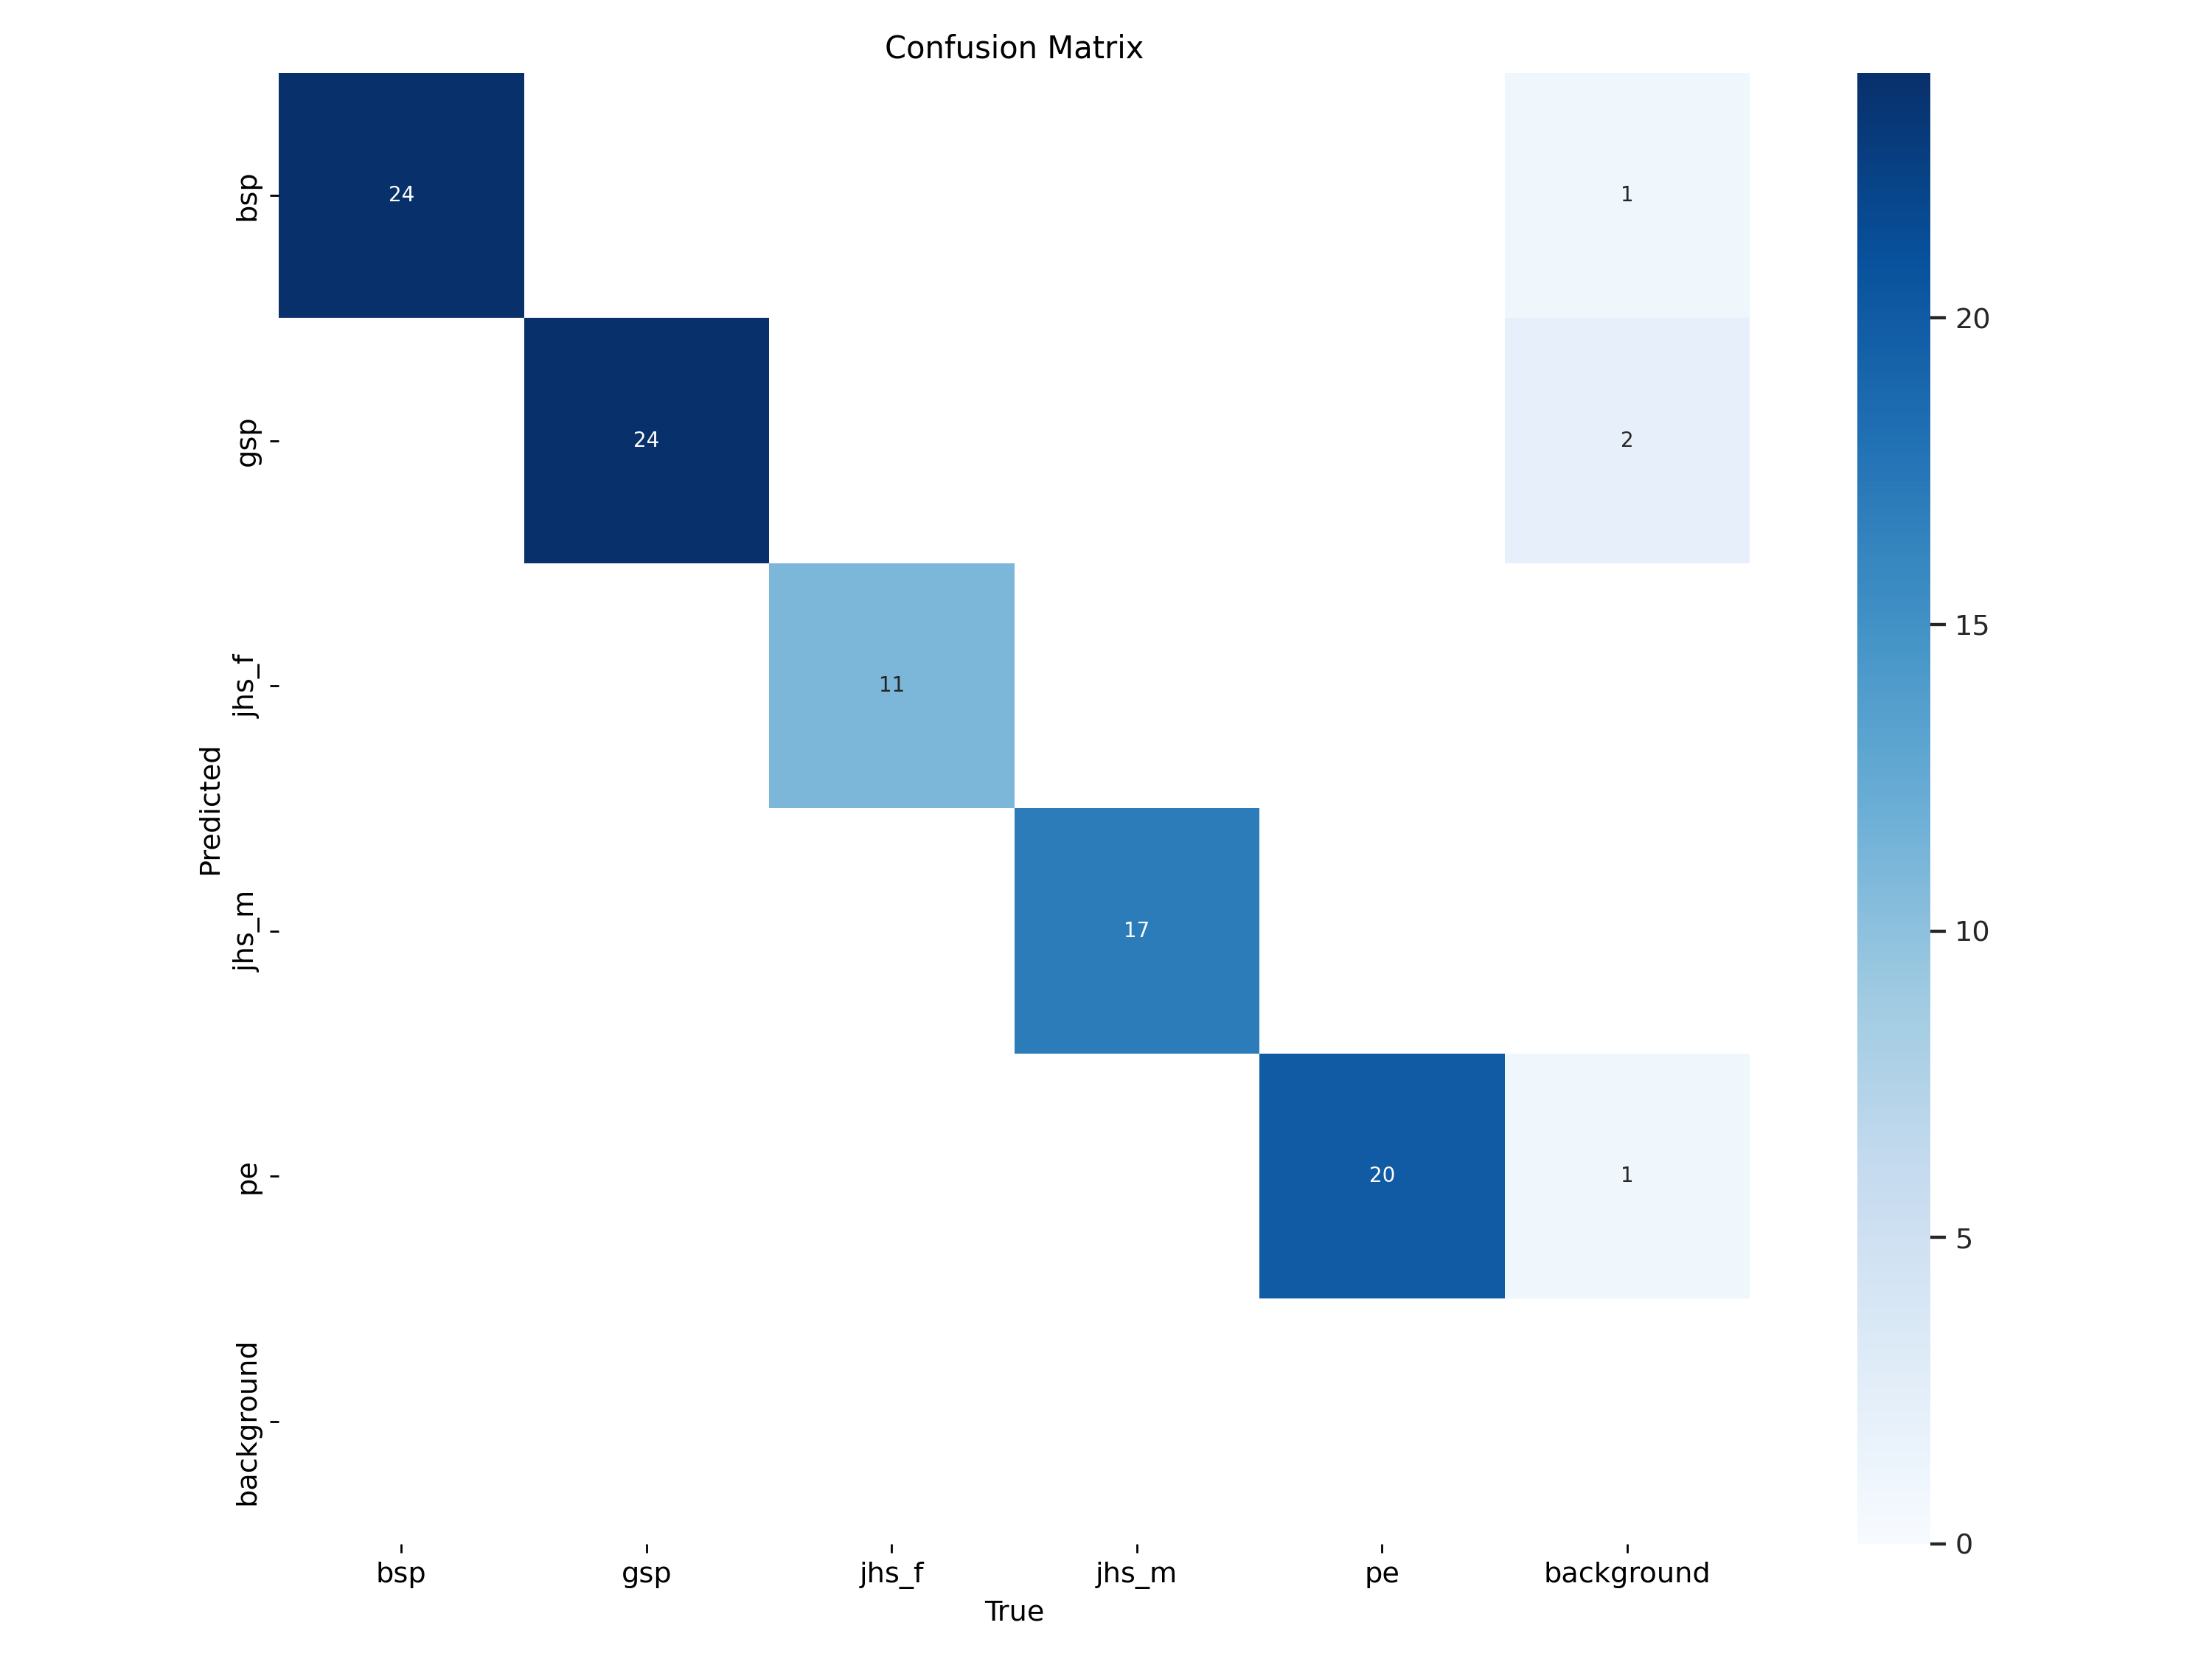 Confusion Matrix
bsp
24
1
gsp
24
2
jhs_f
11
jhs_m
17
pe
20
1
background
Predicted
bsp gsp jhs_f jhs_m pe background
True
20
15
10
5
0